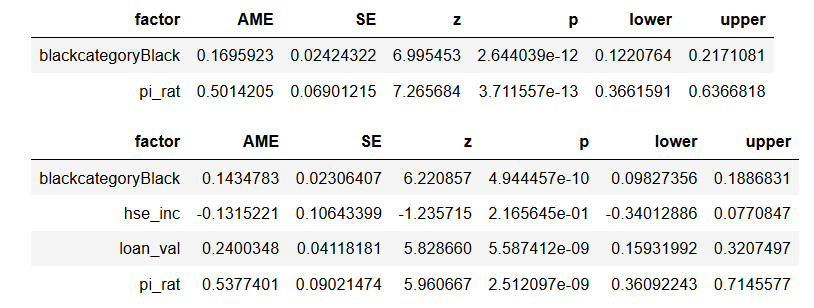 factor AME SE z p lower upper
blackcategoryBlack 0.1695923 0.02424322 6.995453 2.644039e-12 0.1220764 0.2171081
pi_rat 0.5014205 0.06901215 7.265684 3.711557e-13 0.3661591 0.6366818
factor AME SE z p lower upper
blackcategoryBlack 0.1434783 0.02306407 6.220857 4.944457e-10 0.09827356 0.1886831
hse_inc -0.1315221 0.10643399 -1.235715 2.165645e-01 -0.34012886 0.0770847
loan_val 0.2400348 0.04118181 5.828660 5.587412e-09 0.15931992 0.3207497
pi_rat 0.5377401 0.09021474 5.960667 2.512097e-09 0.36092243 0.7145577